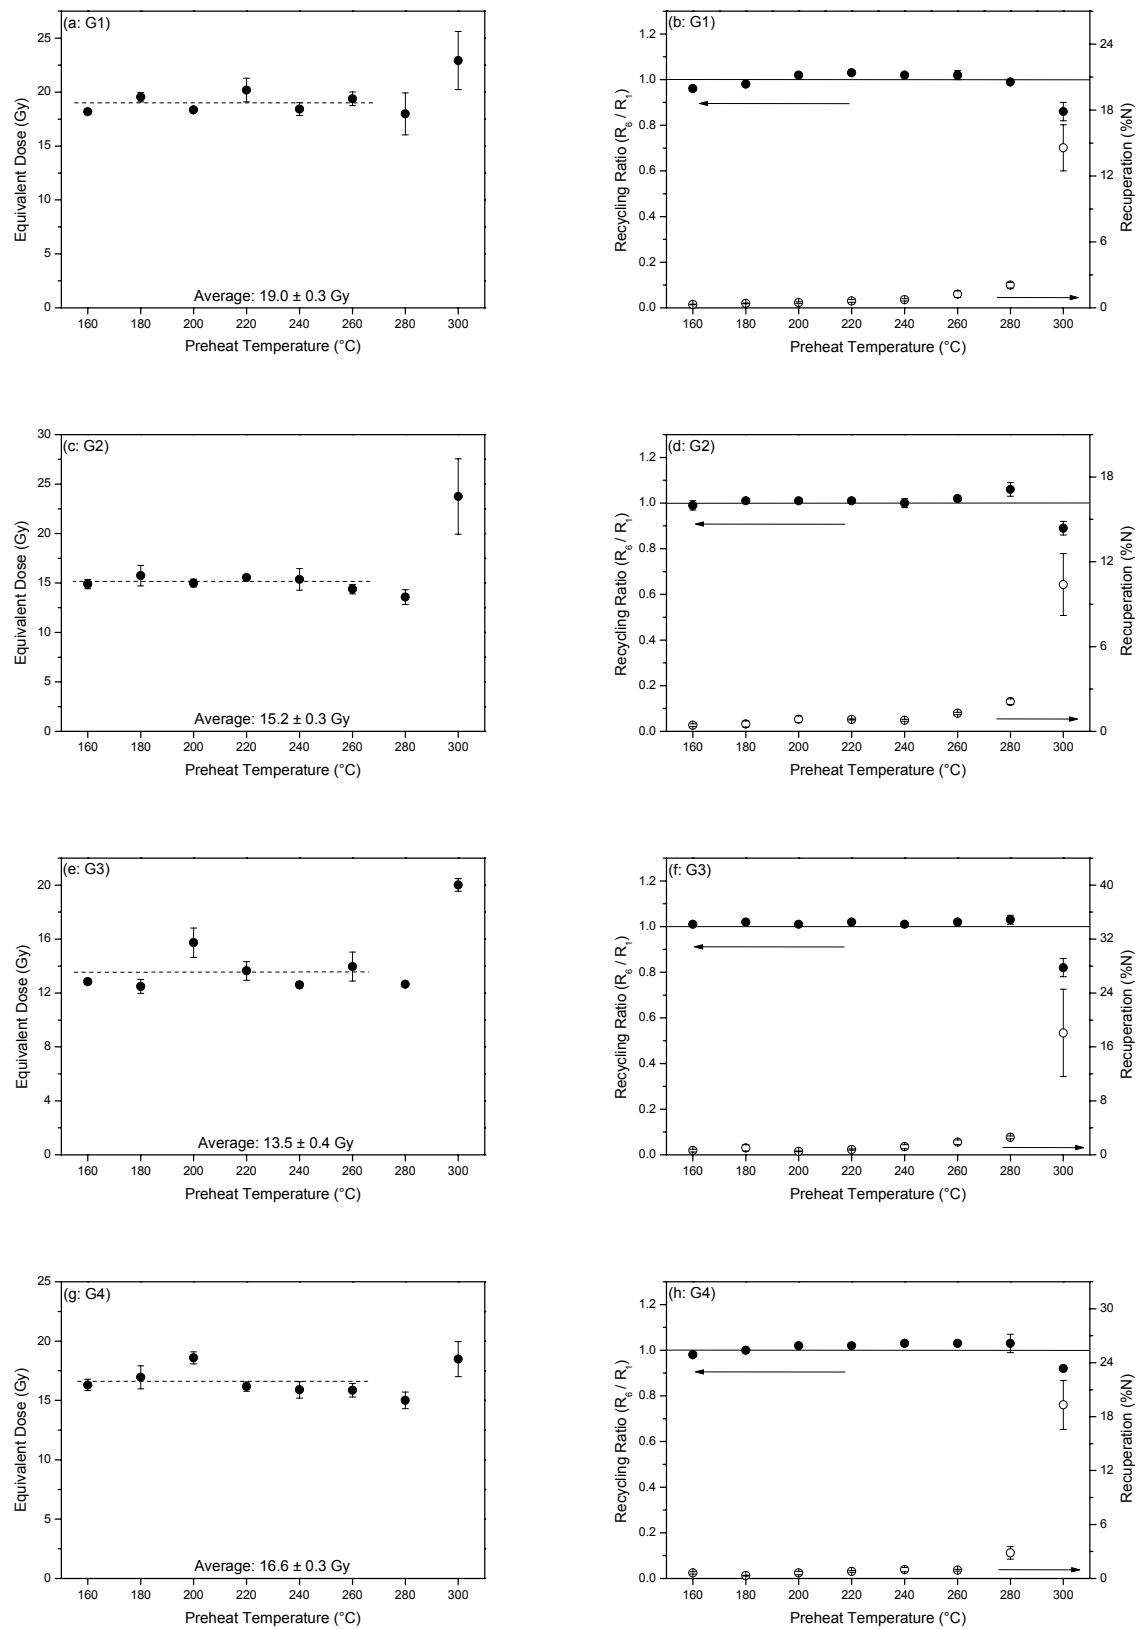 (a: G1)
25
20
15
10
5
0
Equivalent Dose (Gy)
Average: 19.0 ± 0.3 Gy
160 180 200 220 240 260 280 300
Preheat Temperature (°C)
(b: G1)
1.2
1.0
0.8
0.6
0.4
0.2
0.0
Recycling Ratio (R6 / R1)
24
18
12
6
0
Recuperation (%N)
160 180 200 220 240 260 280 300
Preheat Temperature (°C)
(c: G2)
30
25
20
15
10
5
0
Equivalent Dose (Gy)
Average: 15.2 ± 0.3 Gy
160 180 200 220 240 260 280 300
Preheat Temperature (°C)
(d: G2)
1.2
1.0
0.8
0.6
0.4
0.2
0.0
Recycling Ratio (R6 / R1)
18
12
6
0
Recuperation (%N)
160 180 200 220 240 260 280 300
Preheat Temperature (°C)
(e: G3)
20
16
12
8
4
0
Equivalent Dose (Gy)
Average: 13.5 ± 0.4 Gy
160 180 200 220 240 260 280 300
Preheat Temperature (°C)
(f: G3)
1.2
1.0
0.8
0.6
0.4
0.2
0.0
Recycling Ratio (R6 / R1)
40
32
24
16
8
0
Recuperation (%N)
160 180 200 220 240 260 280 300
Preheat Temperature (°C)
(g: G4)
25
20
15
10
5
0
Equivalent Dose (Gy)
Average: 16.6 ± 0.3 Gy
160 180 200 220 240 260 280 300
Preheat Temperature (°C)
(h: G4)
1.2
1.0
0.8
0.6
0.4
0.2
0.0
Recycling Ratio (R6 / R1)
30
24
18
12
6
0
Recuperation (%N)
160 180 200 220 240 260 280 300
Preheat Temperature (°C)